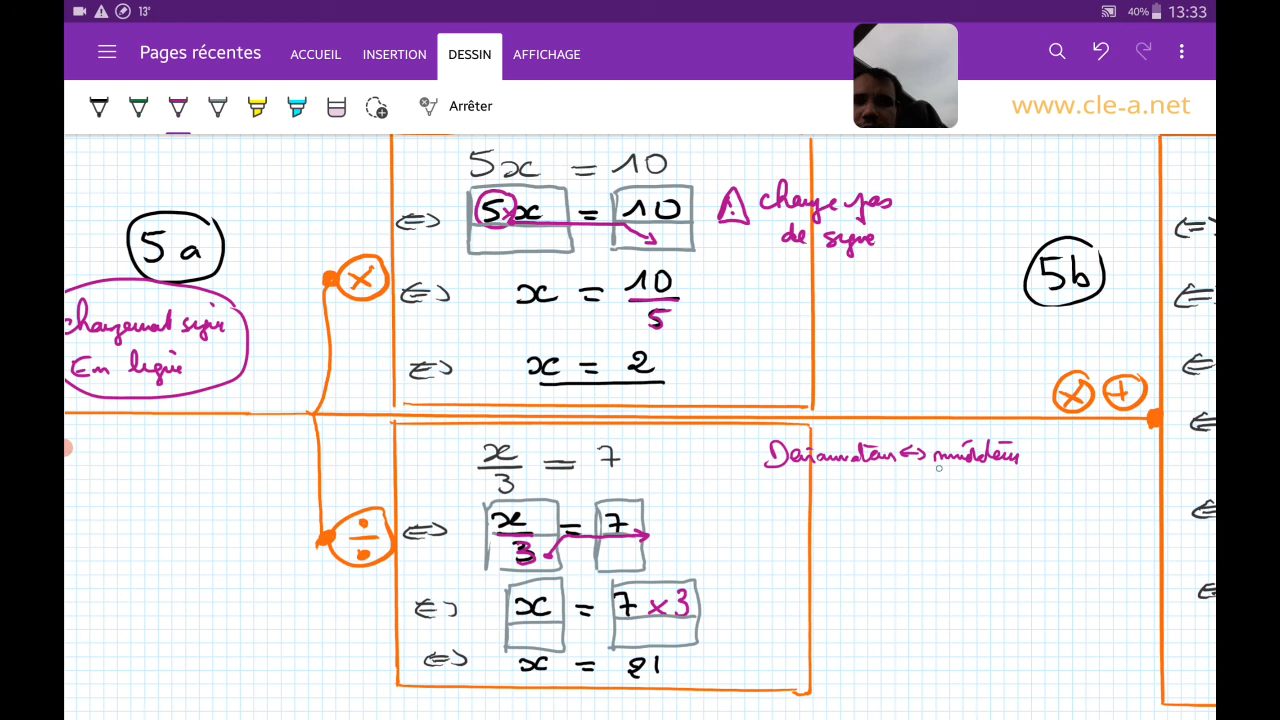 13° 40% 13:33
Pages récentes ACCUEIL INSERTION DESSIN AFFICHAGE
Arrêter
www.cle-a.net
5x = 10
⇔ 5x = 10
⚠ change pas
de signe
5a
×
⇔ x = 10/5
⇔ x = 2
changement signe
En ligne
5b
× +
x/3 = 7
Dénominateur ⇔ numérateur
÷
⇔ x/3 = 7
⇔ x = 7 × 3
⇔ x = 21
⇔
⇔
⇔
⇔
⇔
⇔